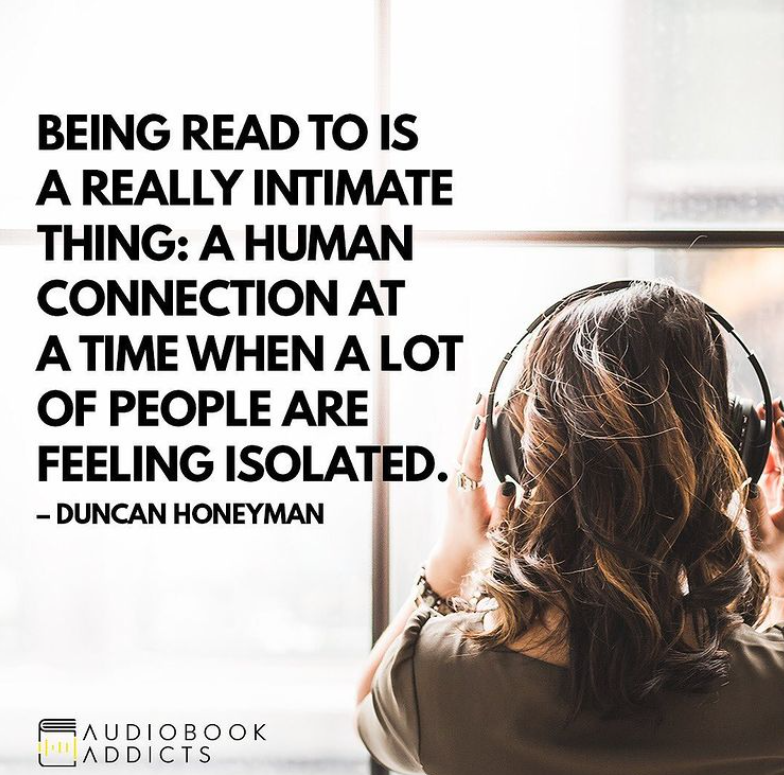 BEING READ TO IS
A REALLY INTIMATE
THING: A HUMAN
CONNECTION AT
A TIME WHEN A LOT
OF PEOPLE ARE
FEELING ISOLATED.
– DUNCAN HONEYMAN
AUDIOBOOK
ADDICTS